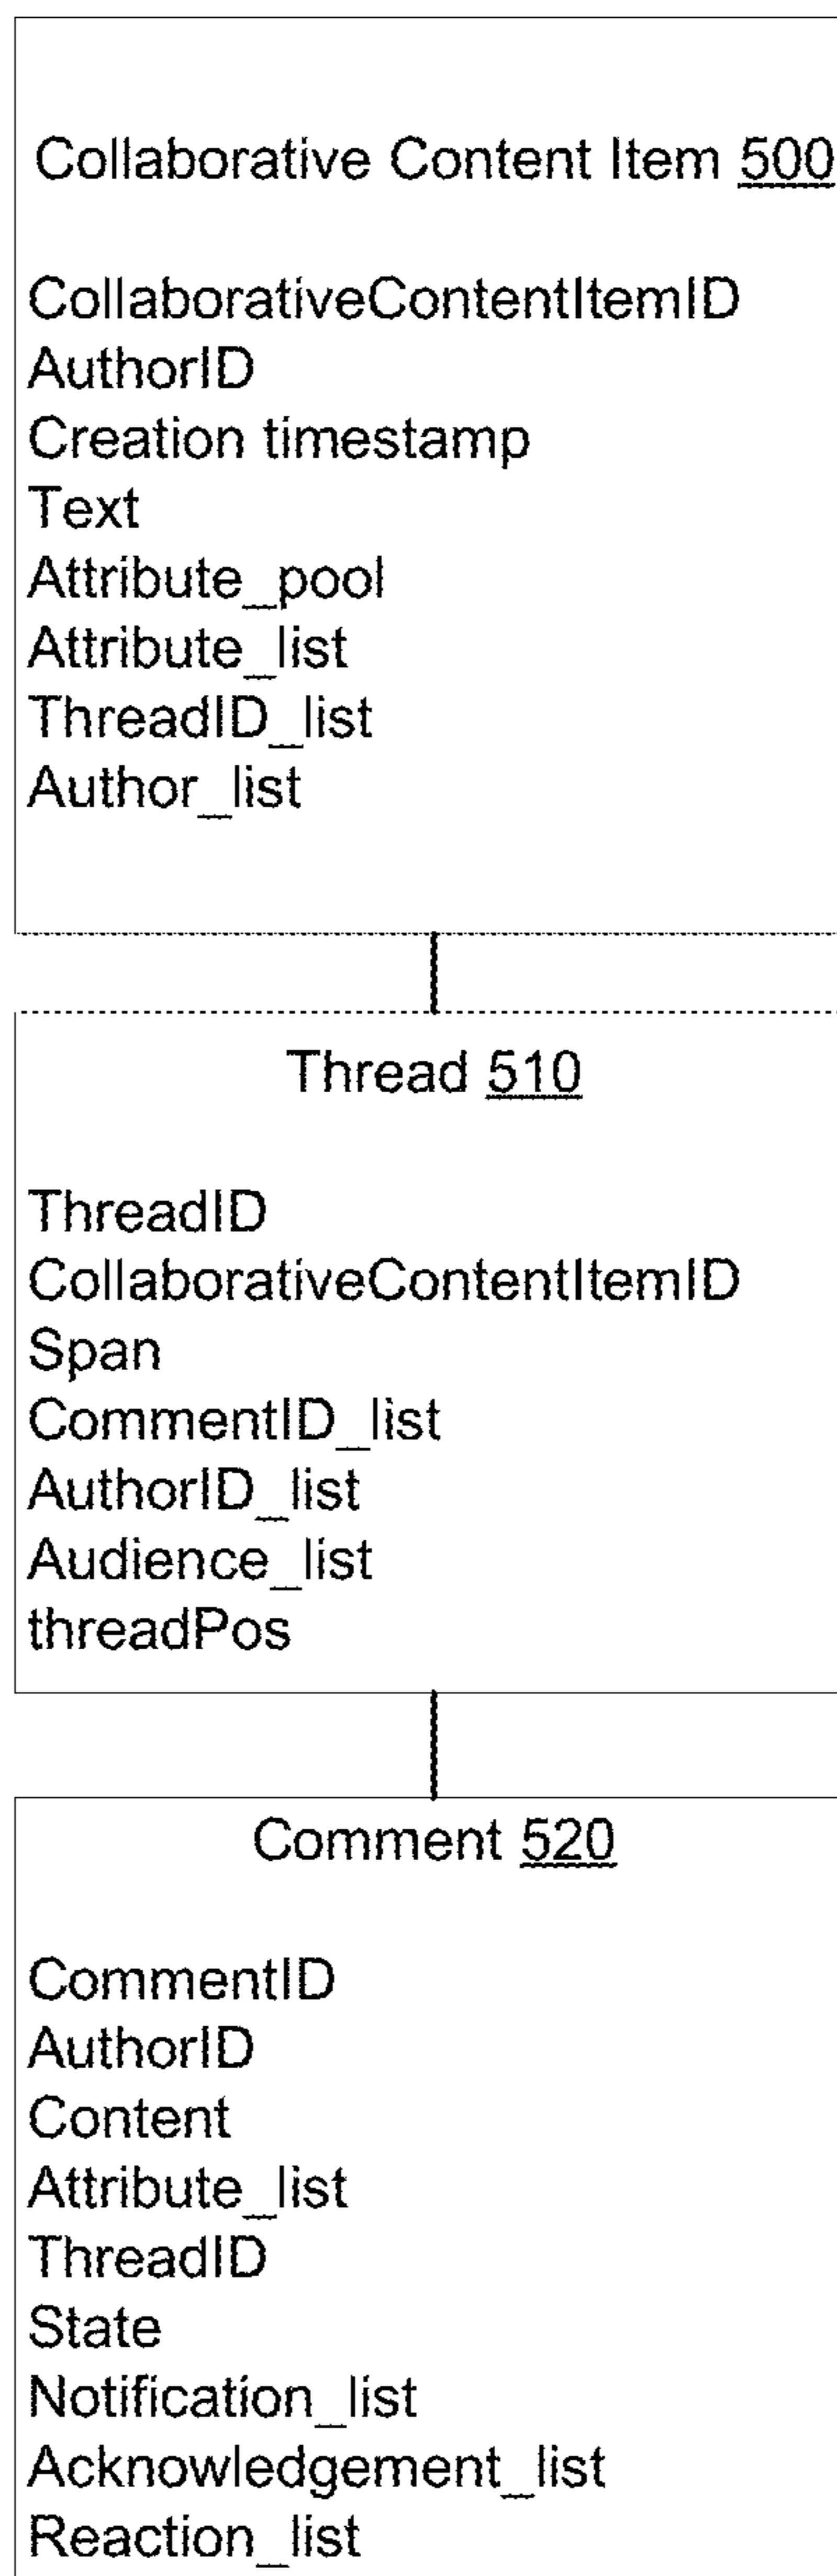 Collaborative Content Item 500
CollaborativeContentItemID
AuthorID
Creation timestamp
Text
Attribute_pool
Attribute_list
ThreadID_list
Author_list
Thread 510
ThreadID
CollaborativeContentItemID
Span
CommentID_list
AuthorID_list
Audience_list
threadPos
Comment 520
CommentID
AuthorID
Content
Attribute_list
ThreadID
State
Notification_list
Acknowledgement_list
Reaction_list